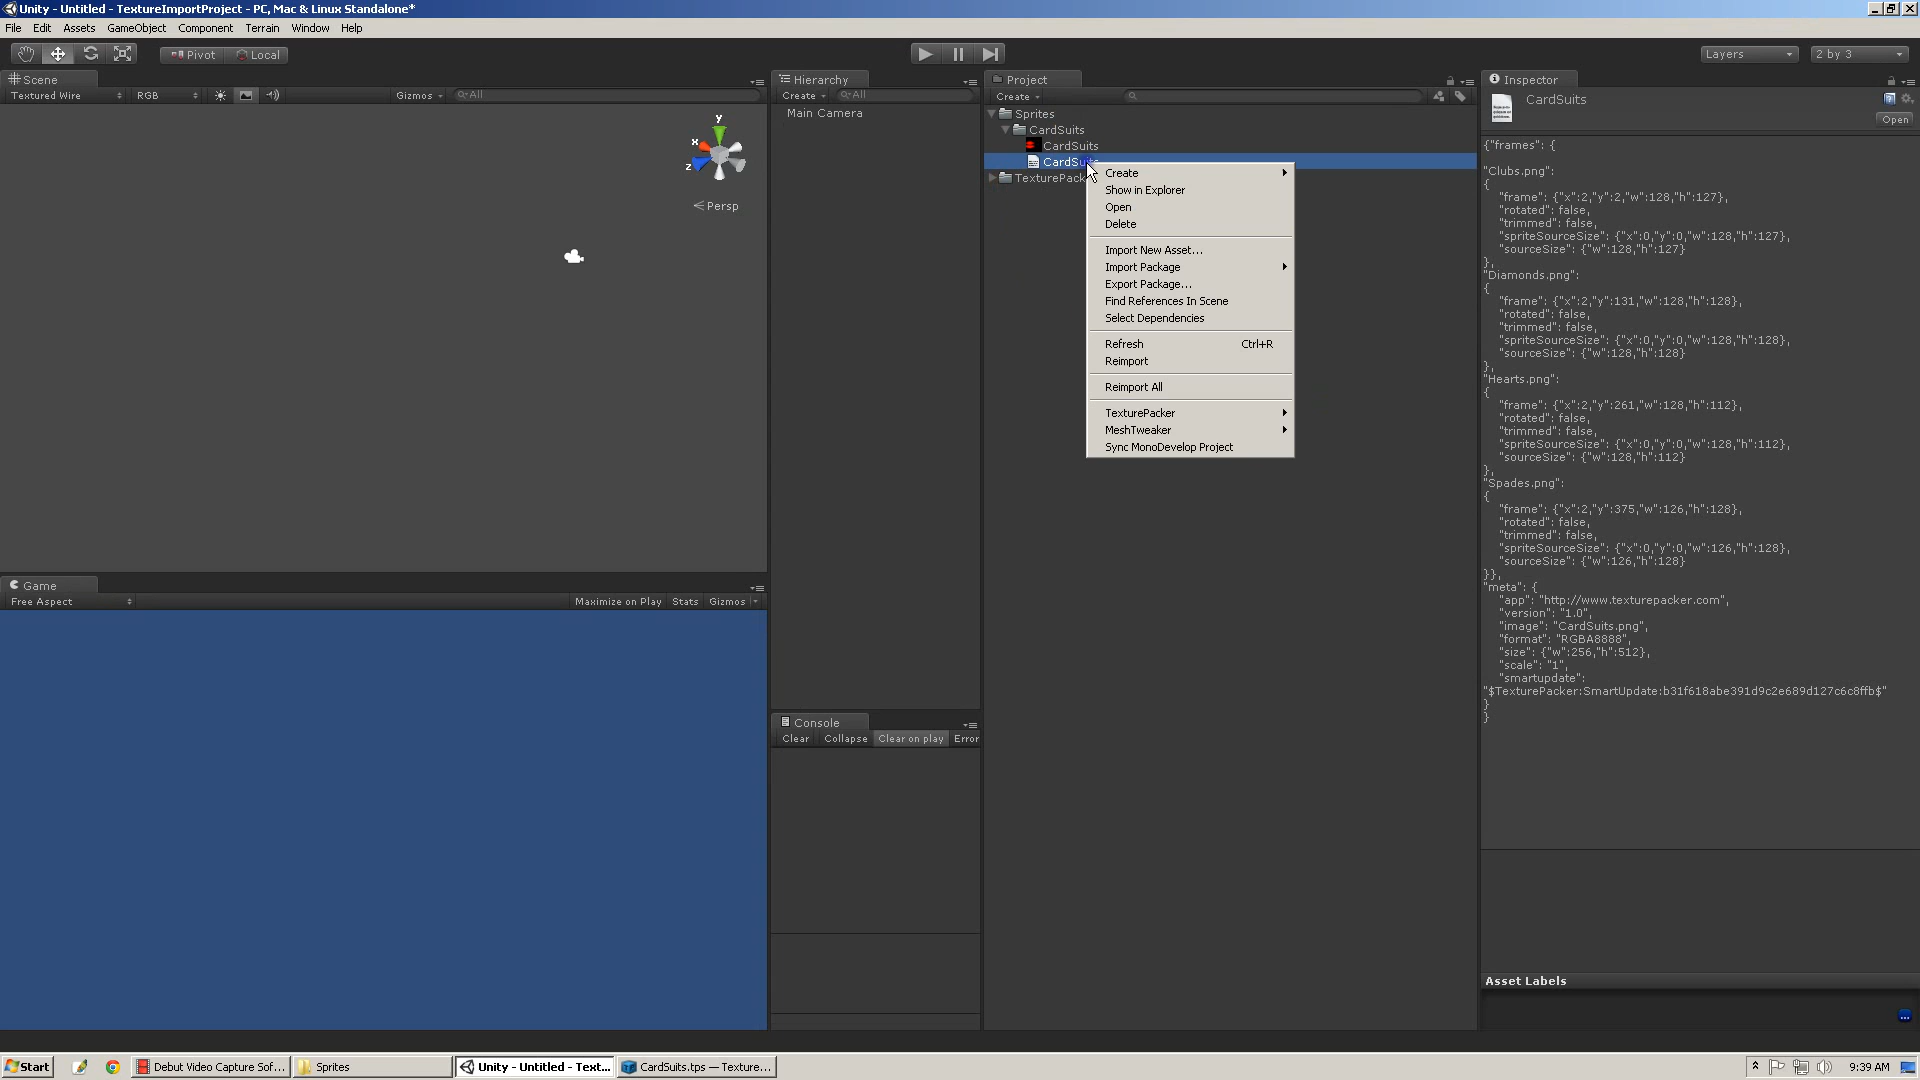 Unity - Untitled - TextureImportProject - PC, Mac & Linux Standalone*
File Edit Assets GameObject Component Terrain Window Help
Pivot Local Layers 2 by 3
Scene
Textured Wire RGB Gizmos All
y
x
z
Persp
Game
Free Aspect Maximize on Play Stats Gizmos
Hierarchy
Create All
Main Camera
Console
Clear Collapse Clear on play Error
Project
Create
Sprites
CardSuits
CardSuits
CardSuits
TexturePack
Create
Show in Explorer
Open
Delete
Import New Asset...
Import Package
Export Package...
Find References In Scene
Select Dependencies
Refresh Ctrl+R
Reimport
Reimport All
TexturePacker
MeshTweaker
Sync MonoDevelop Project
Inspector
CardSuits
Open
{"frames": {
"Clubs.png":
{
"frame": {"x":2,"y":2,"w":128,"h":127},
"rotated": false,
"trimmed": false,
"spriteSourceSize": {"x":0,"y":0,"w":128,"h":127},
"sourceSize": {"w":128,"h":127}
},
"Diamonds.png":
{
"frame": {"x":2,"y":131,"w":128,"h":128},
"rotated": false,
"trimmed": false,
"spriteSourceSize": {"x":0,"y":0,"w":128,"h":128},
"sourceSize": {"w":128,"h":128}
},
"Hearts.png":
{
"frame": {"x":2,"y":261,"w":128,"h":112},
"rotated": false,
"trimmed": false,
"spriteSourceSize": {"x":0,"y":0,"w":128,"h":112},
"sourceSize": {"w":128,"h":112}
},
"Spades.png":
{
"frame": {"x":2,"y":375,"w":126,"h":128},
"rotated": false,
"trimmed": false,
"spriteSourceSize": {"x":0,"y":0,"w":126,"h":128},
"sourceSize": {"w":126,"h":128}
}},
"meta": {
"app": "http://www.texturepacker.com",
"version": "1.0",
"image": "CardSuits.png",
"format": "RGBA8888",
"size": {"w":256,"h":512},
"scale": "1",
"smartupdate":
"$TexturePacker:SmartUpdate:b31f618abe391d9c2e689d127c6c8ffb$"
}
}
Asset Labels
Start Debut Video Capture Sof... Sprites Unity - Untitled - Text... CardSuits.tps — Texture... 9:39 AM